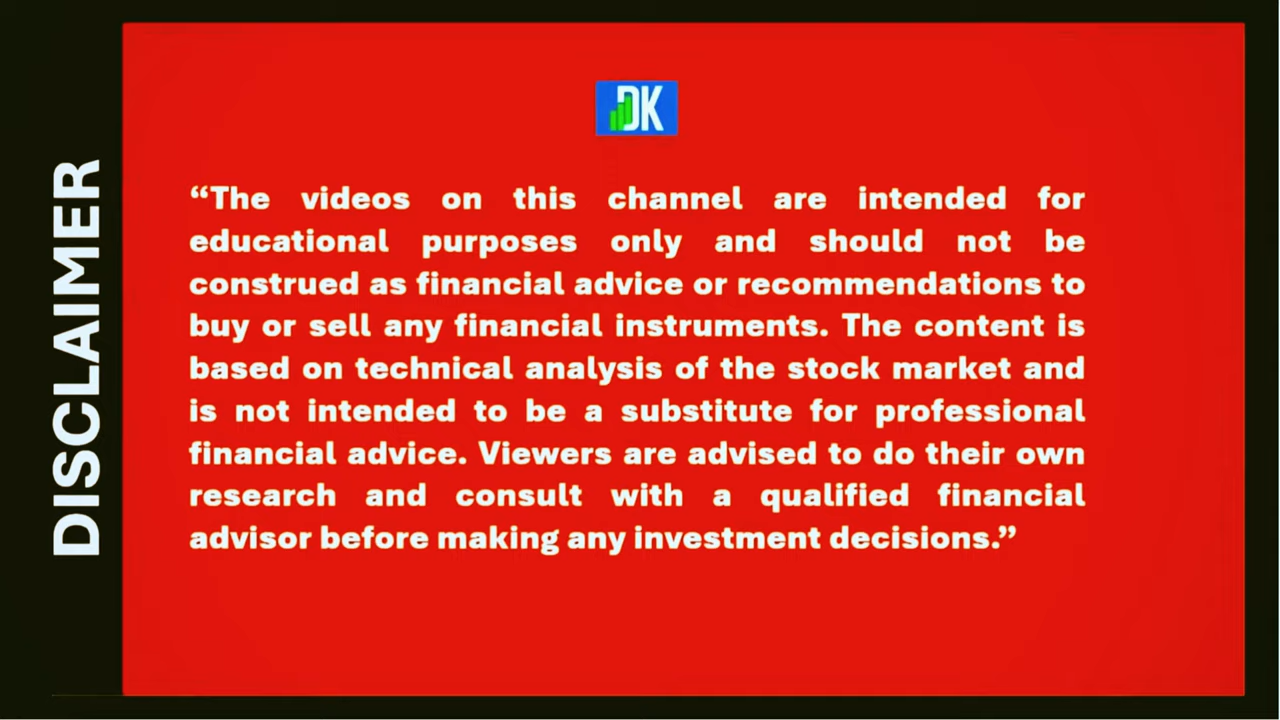 DISCLAIMER
DK
“The videos on this channel are intended for
educational purposes only and should not be
construed as financial advice or recommendations to
buy or sell any financial instruments. The content is
based on technical analysis of the stock market and
is not intended to be a substitute for professional
financial advice. Viewers are advised to do their own
research and consult with a qualified financial
advisor before making any investment decisions.”